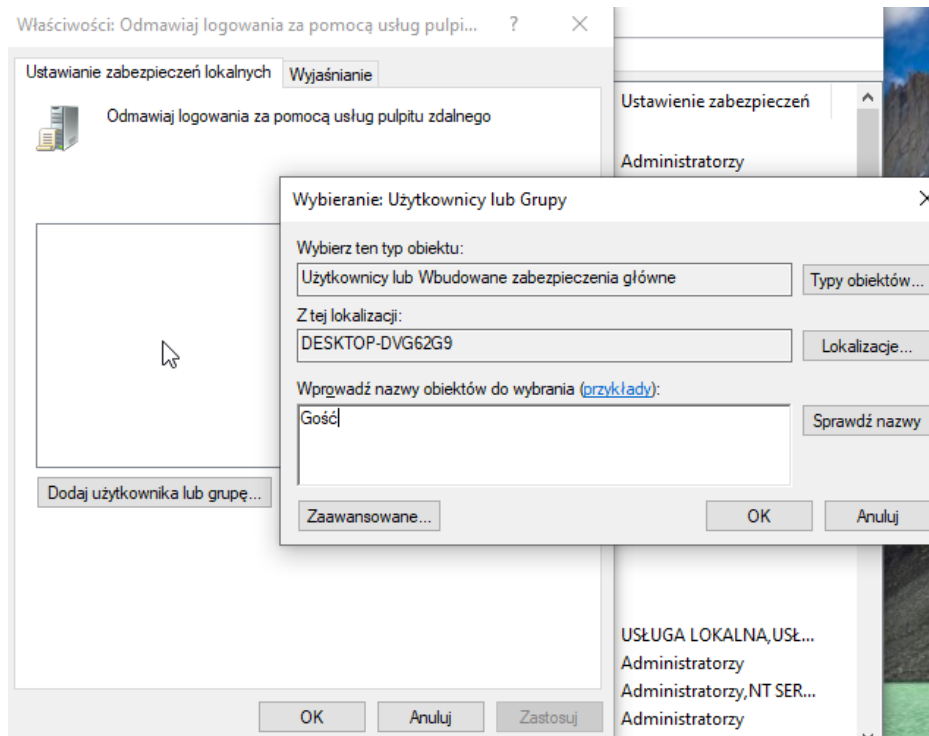 Właściwości: Odmawiaj logowania za pomocą usług pulpi...
?
Ustawianie zabezpieczeń lokalnych
Wyjaśnianie
Odmawiaj logowania za pomocą usług pulpitu zdalnego
Ustawienie zabezpieczeń
Administratorzy
Wybieranie: Użytkownicy lub Grupy
Wybierz ten typ obiektu:
Użytkownicy lub Wbudowane zabezpieczenia główne
Typy obiektów...
Z tej lokalizacji:
DESKTOP-DVG62G9
Lokalizacje...
Wprowadź nazwy obiektów do wybrania (przykłady):
Gość
Sprawdź nazwy
Dodaj użytkownika lub grupę...
Zaawansowane...
OK
Anuluj
USŁUGA LOKALNA,USŁ...
Administratorzy
Administratorzy,NT SER...
Administratorzy
OK
Anuluj
Zastosuj